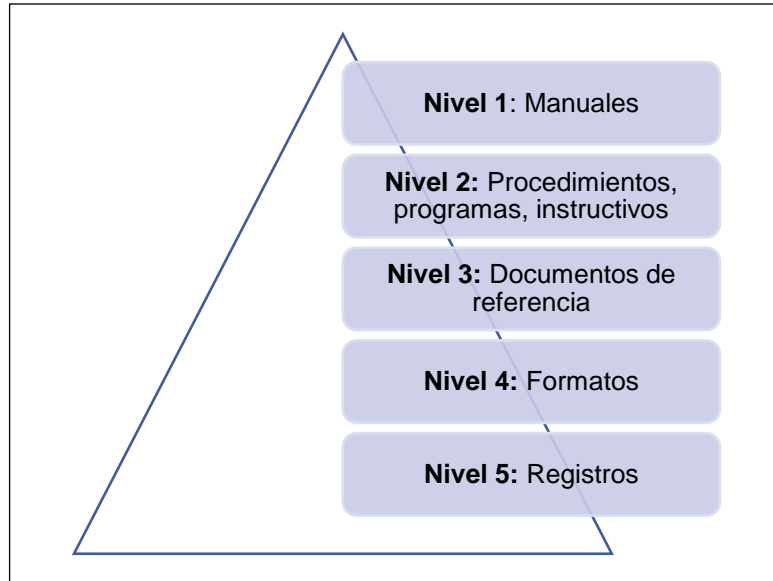 Nivel 1: Manuales
Nivel 2: Procedimientos,
programas, instructivos
Nivel 3: Documentos de
referencia
Nivel 4: Formatos
Nivel 5: Registros